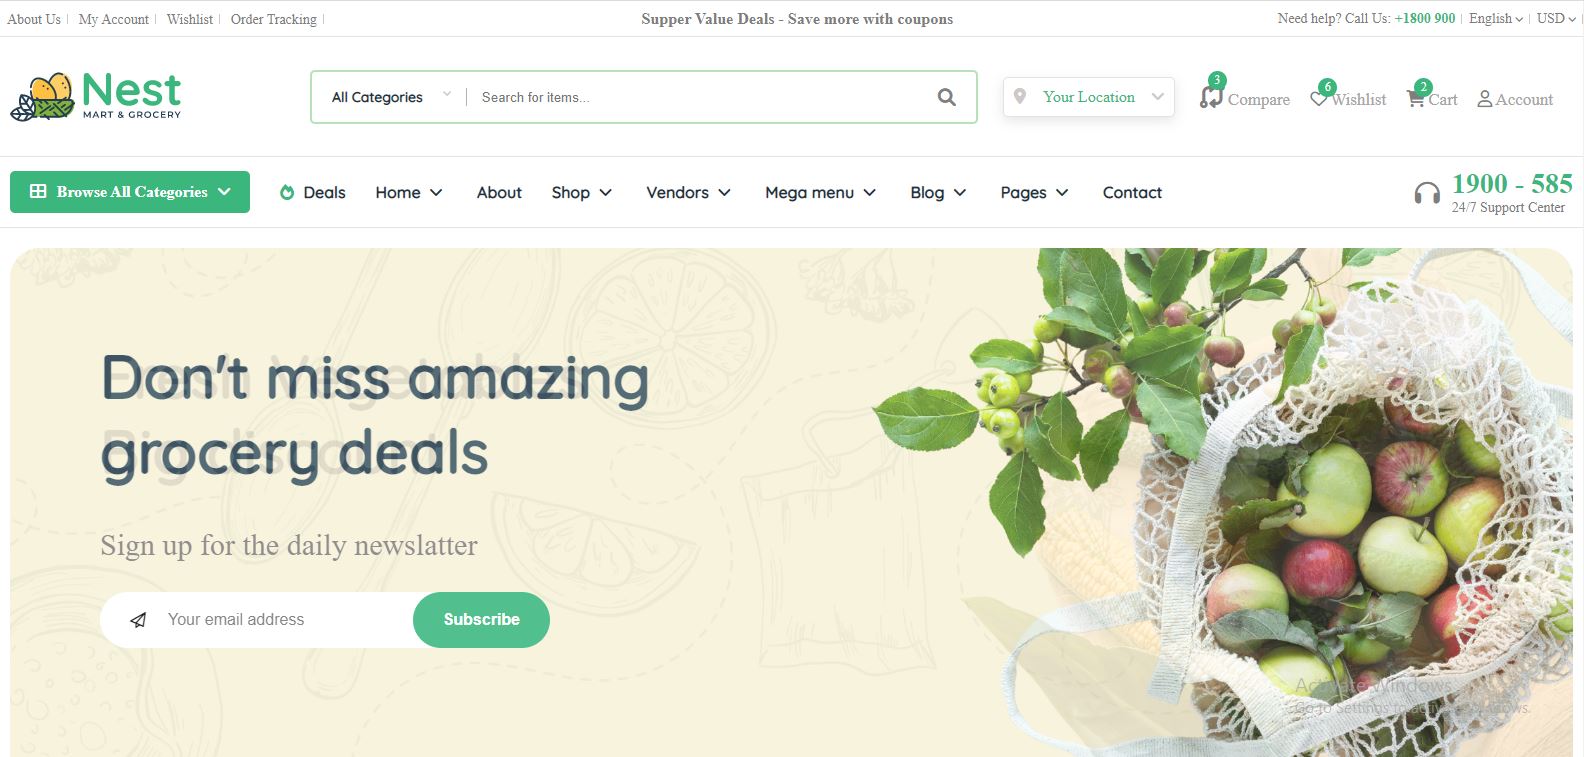 About Us
My Account
Wishlist
Order Tracking
Supper Value Deals - Save more with coupons
Need help? Call Us: +1800 900
English
USD
Nest
MART & GROCERY
All Categories
Search for items...
Your Location
3
Compare
6
Wishlist
2
Cart
Account
Browse All Categories
Deals
Home
About
Shop
Vendors
Mega menu
Blog
Pages
Contact
1900 - 585
24/7 Support Center
Don't miss amazing
grocery deals
Sign up for the daily newslatter
Your email address
Subscribe
Activate Windows
Go to Settings to activate Windows.